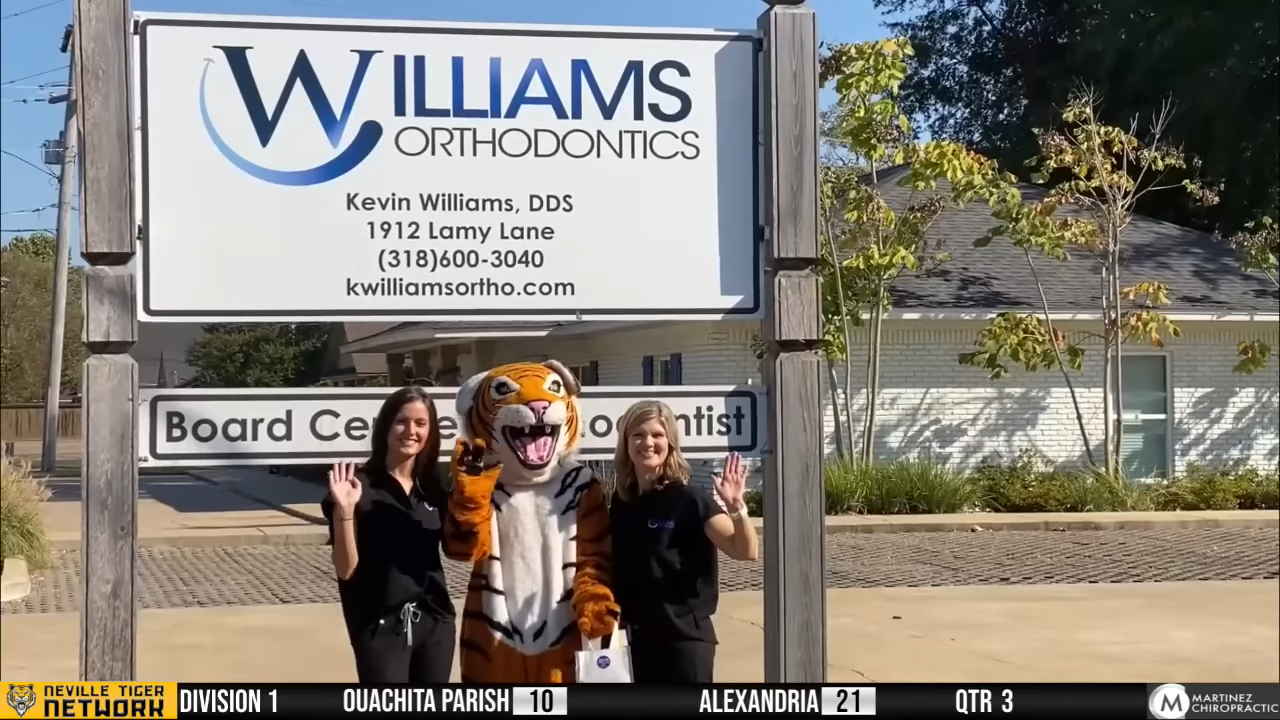 WILLIAMS
ORTHODONTICS
Kevin Williams, DDS
1912 Lamy Lane
(318)600-3040
kwilliamsortho.com
Board
NEVILLE TIGER
NETWORK
DIVISION 1
OUACHITA PARISH 10
ALEXANDRIA 21
QTR 3
M
MARTINEZ
CHIROPRACTIC